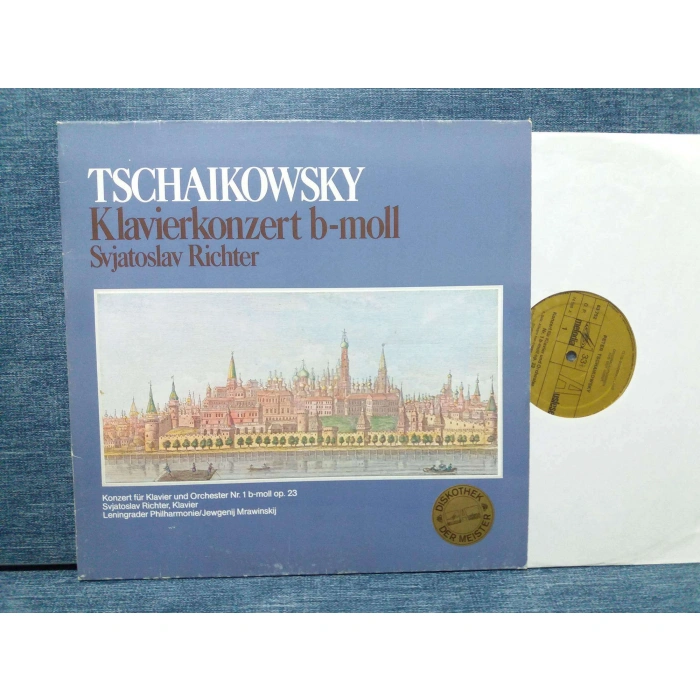 TSCHAIKOWSKY
Klavierkonzert b-moll
Svjatoslav Richter
Konzert für Klavier und Orchester Nr. 1 b-moll op. 23
Svjatoslav Richter, Klavier
Leningrader Philharmonie/Jewgenij Mrawinskij
DISKOTHEK
DER MEISTER